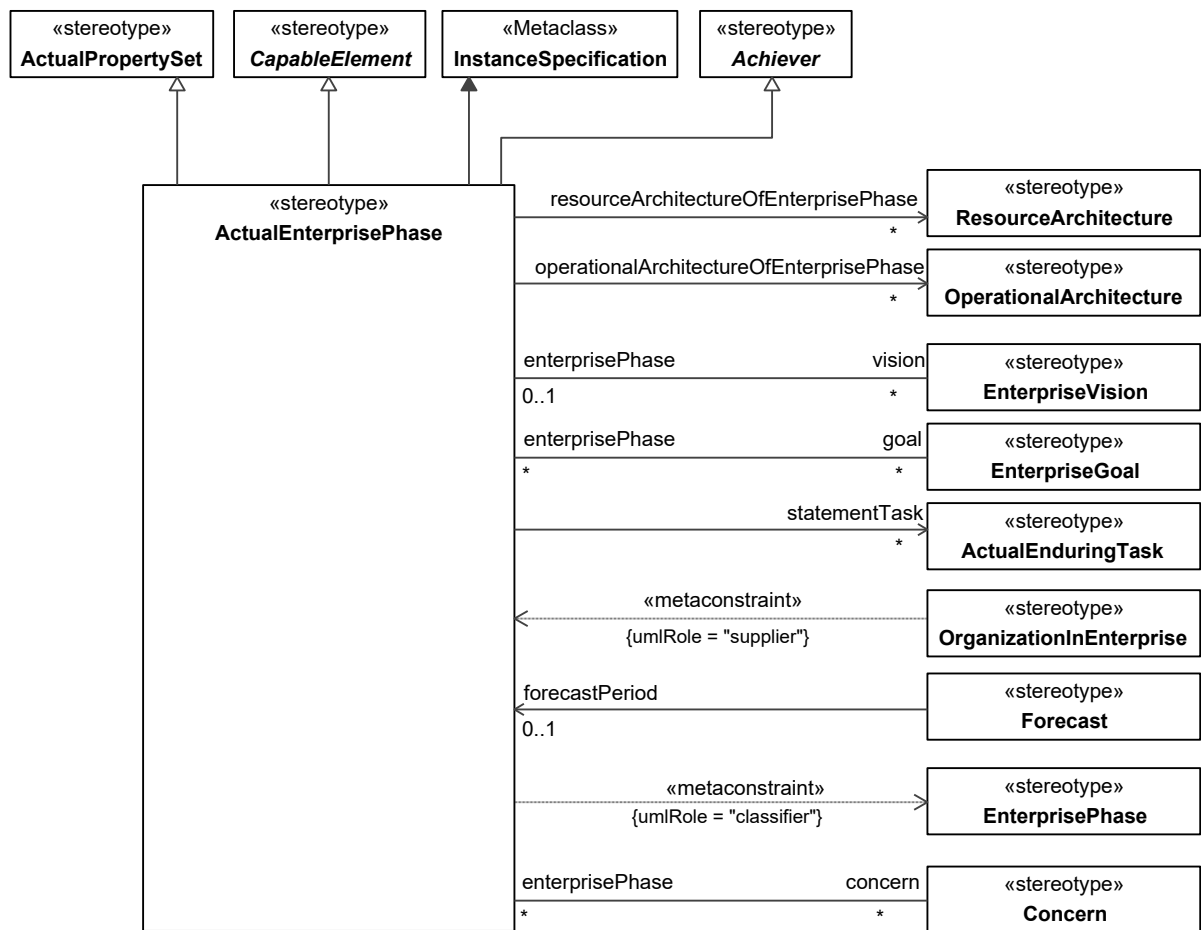 «stereotype»
ActualPropertySet
«stereotype»
CapableElement
«Metaclass»
InstanceSpecification
«stereotype»
Achiever
«stereotype»
ActualEnterprisePhase
resourceArchitectureOfEnterprisePhase
*
«stereotype»
ResourceArchitecture
operationalArchitectureOfEnterprisePhase
*
«stereotype»
OperationalArchitecture
enterprisePhase
0..1
vision
*
«stereotype»
EnterpriseVision
enterprisePhase
*
goal
*
«stereotype»
EnterpriseGoal
statementTask
*
«stereotype»
ActualEnduringTask
«metaconstraint»
{umlRole = "supplier"}
«stereotype»
OrganizationInEnterprise
forecastPeriod
0..1
«stereotype»
Forecast
«metaconstraint»
{umlRole = "classifier"}
«stereotype»
EnterprisePhase
enterprisePhase
*
concern
*
«stereotype»
Concern